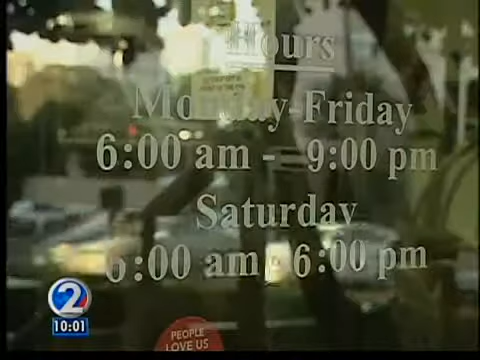 Hours
Monday-Friday
6:00 am - 9:00 pm
Saturday
6:00 am - 6:00 pm
2
10:01
PEOPLE
LOVE US